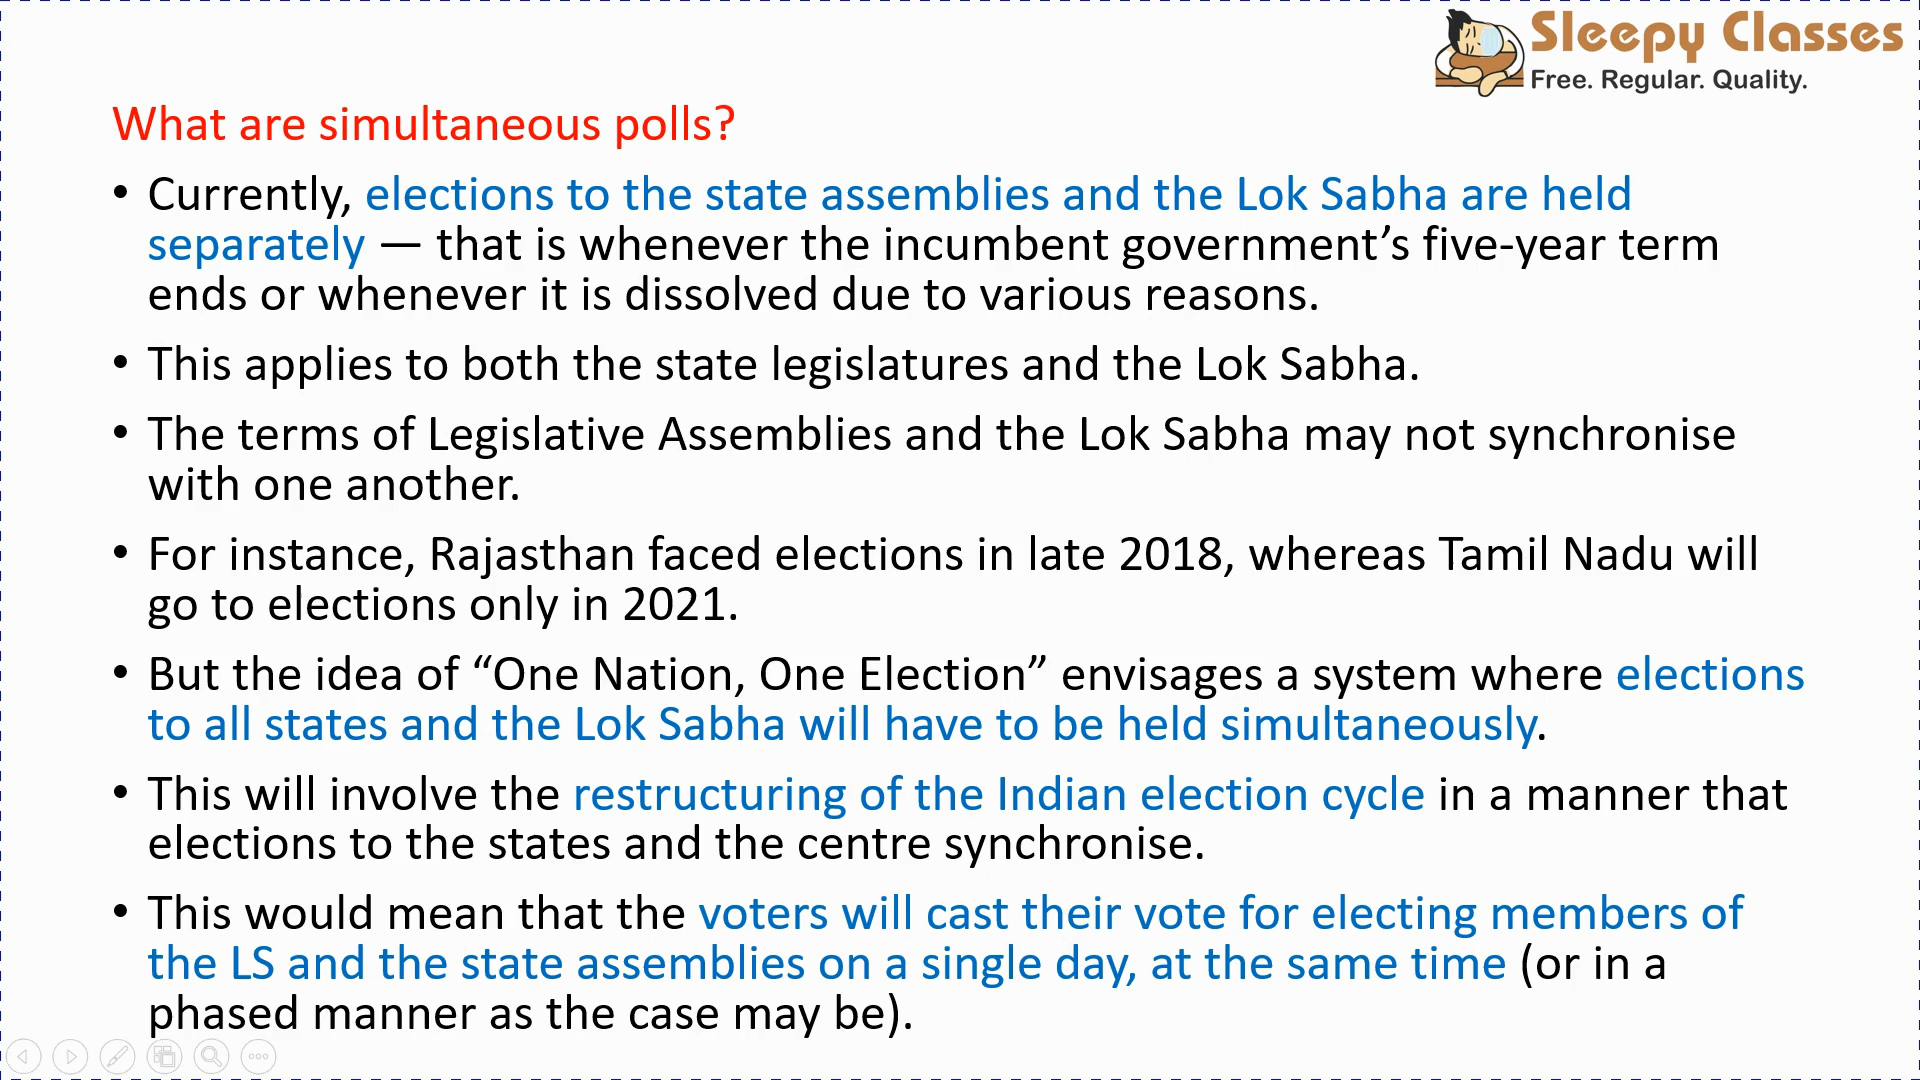 Sleepy Classes
Free. Regular. Quality.
What are simultaneous polls?
• Currently, elections to the state assemblies and the Lok Sabha are held
separately — that is whenever the incumbent government’s five-year term
ends or whenever it is dissolved due to various reasons.
• This applies to both the state legislatures and the Lok Sabha.
• The terms of Legislative Assemblies and the Lok Sabha may not synchronise
with one another.
• For instance, Rajasthan faced elections in late 2018, whereas Tamil Nadu will
go to elections only in 2021.
• But the idea of “One Nation, One Election” envisages a system where elections
to all states and the Lok Sabha will have to be held simultaneously.
• This will involve the restructuring of the Indian election cycle in a manner that
elections to the states and the centre synchronise.
• This would mean that the voters will cast their vote for electing members of
the LS and the state assemblies on a single day, at the same time (or in a
phased manner as the case may be).